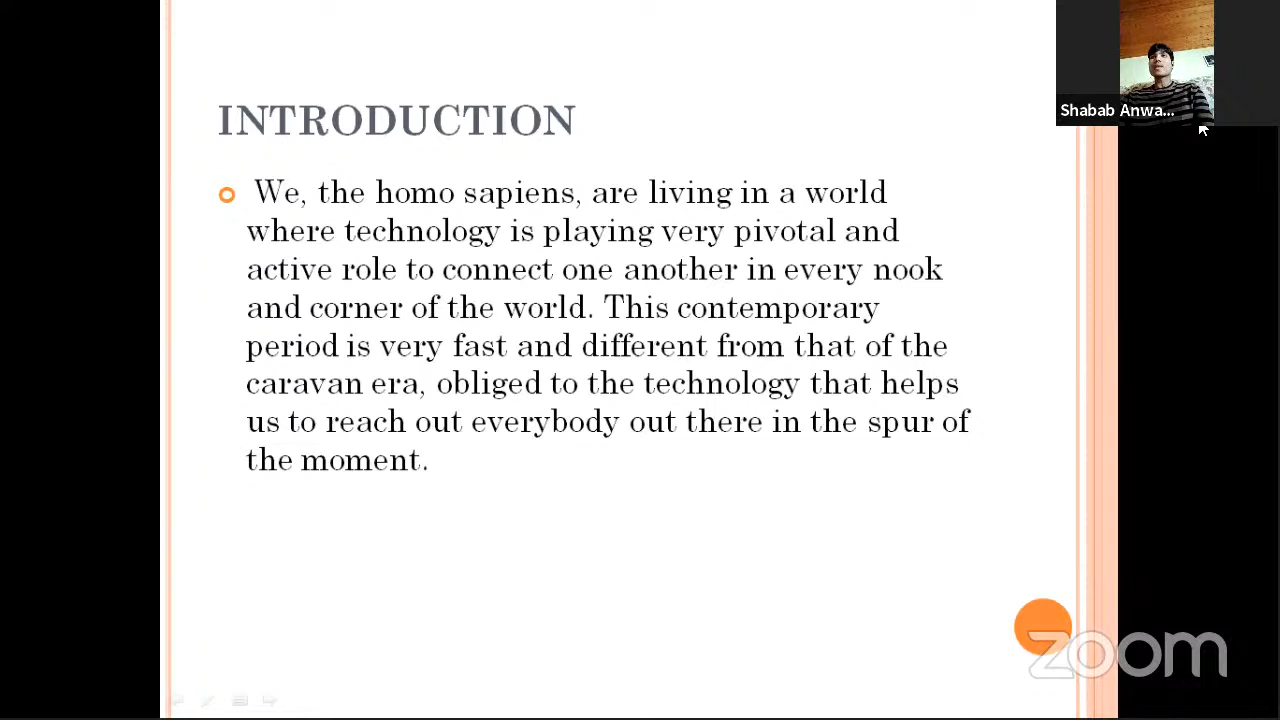 Shabab Anwa...
INTRODUCTION
We, the homo sapiens, are living in a world
where technology is playing very pivotal and
active role to connect one another in every nook
and corner of the world. This contemporary
period is very fast and different from that of the
caravan era, obliged to the technology that helps
us to reach out everybody out there in the spur of
the moment.
zoom